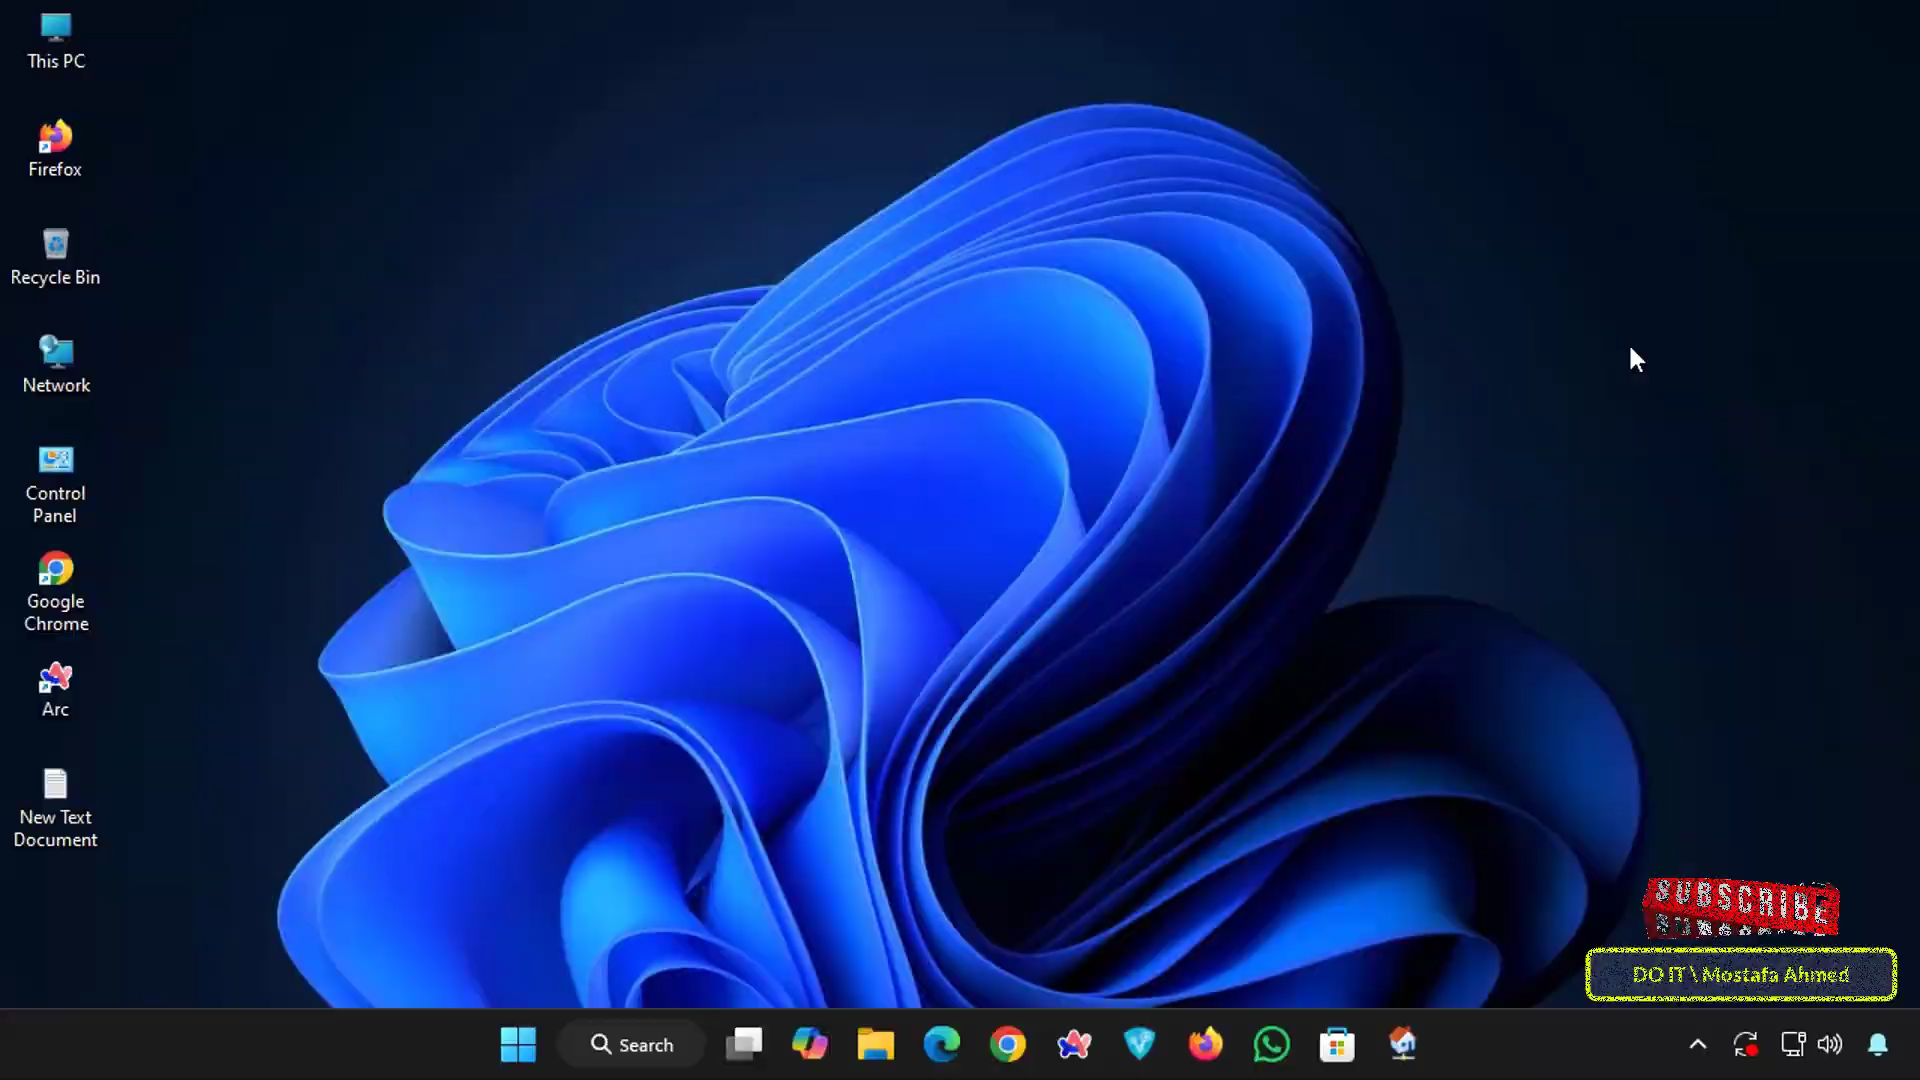 This PC
Firefox
Recycle Bin
Network
Control
Panel
Google
Chrome
Arc
New Text
Document
SUBSCRIBE
DO IT \ Mostafa Ahmed
Search